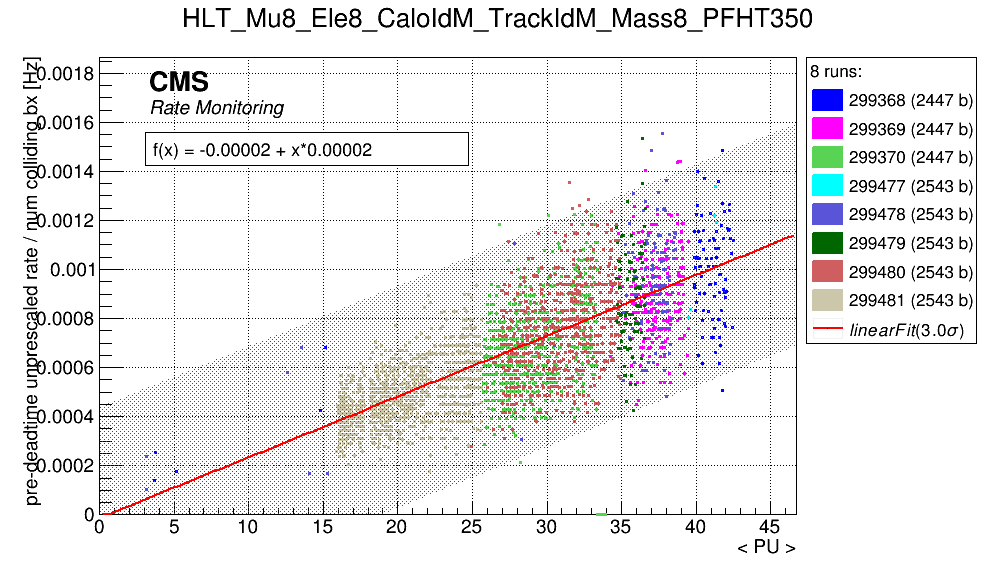 HLT_Mu8_Ele8_CaloIdM_TrackIdM_Mass8_PFHT350
pre-deadtime unprescaled rate / num colliding bx [Hz]
0.0018
0.0016
0.0014
0.0012
0.001
0.0008
0.0006
0.0004
0.0002
0
CMS
Rate Monitoring
f(x) = -0.00002 + x*0.00002
0 5 10 15 20 25 30 35 40 45
< PU >
8 runs:
299368 (2447 b)
299369 (2447 b)
299370 (2447 b)
299477 (2543 b)
299478 (2543 b)
299479 (2543 b)
299480 (2543 b)
299481 (2543 b)
linearFit(3.0σ)